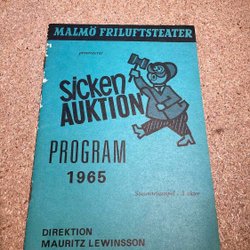 MALMÖ FRILUFTSTEATER
presenterar
sicken
AUKTION
PROGRAM
1965
DIREKTION
MAURITZ LEWINSSON